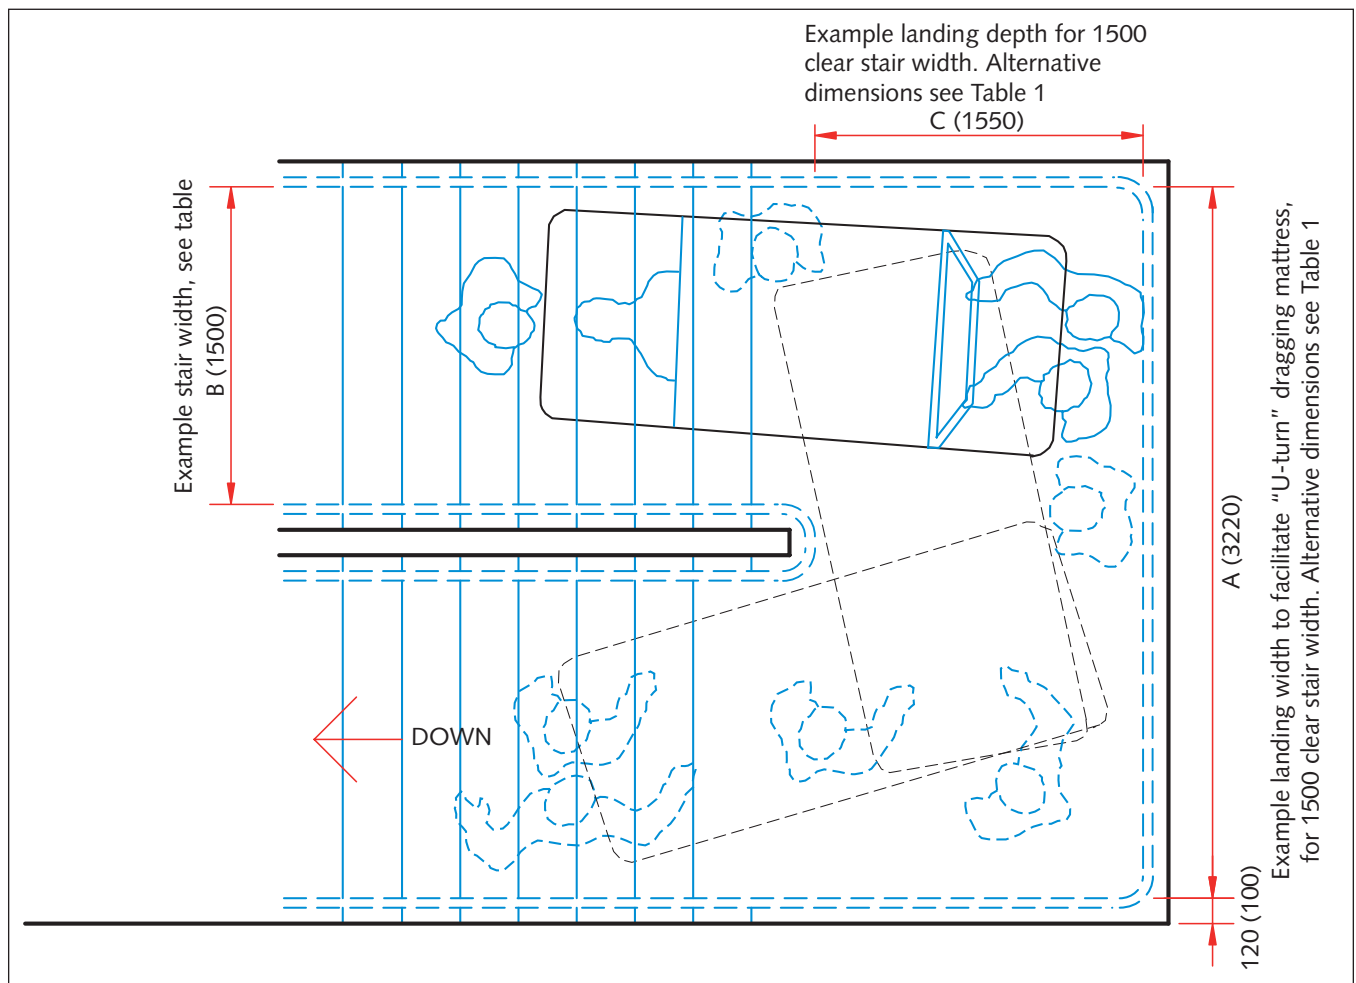 Example landing depth for 1500
clear stair width. Alternative
dimensions see Table 1
C (1550)
Example stair width, see table
B (1500)
DOWN
A (3220)
Example landing width to facilitate “U-turn” dragging mattress,
for 1500 clear stair width. Alternative dimensions see Table 1
120 (100)